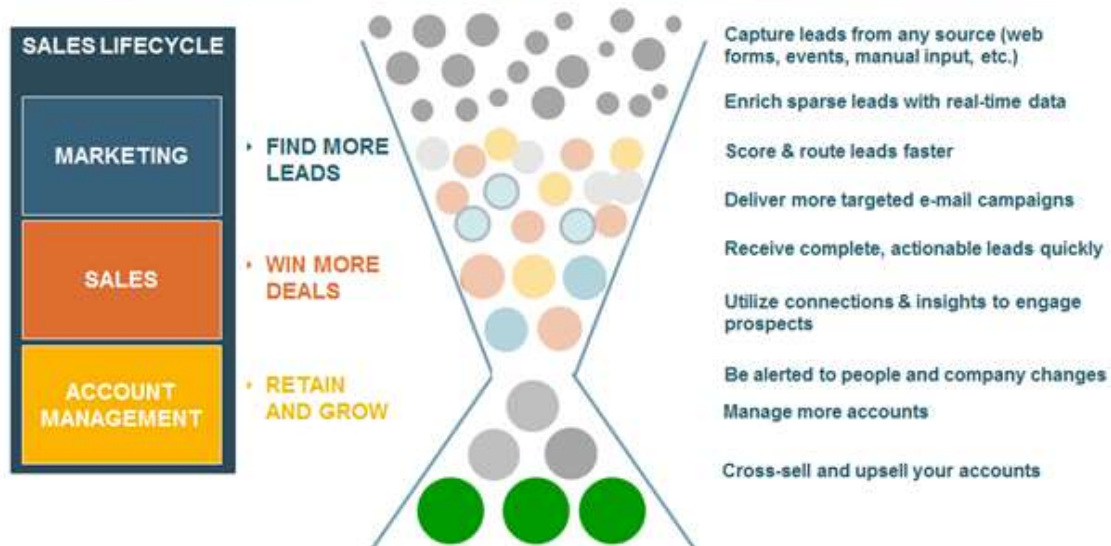 SALES LIFECYCLE
MARKETING
SALES
ACCOUNT
MANAGEMENT
FIND MORE
LEADS
WIN MORE
DEALS
RETAIN
AND GROW
Capture leads from any source (web
forms, events, manual input, etc.)
Enrich sparse leads with real-time data
Score & route leads faster
Deliver more targeted e-mail campaigns
Receive complete, actionable leads quickly
Utilize connections & insights to engage
prospects
Be alerted to people and company changes
Manage more accounts
Cross-sell and upsell your accounts